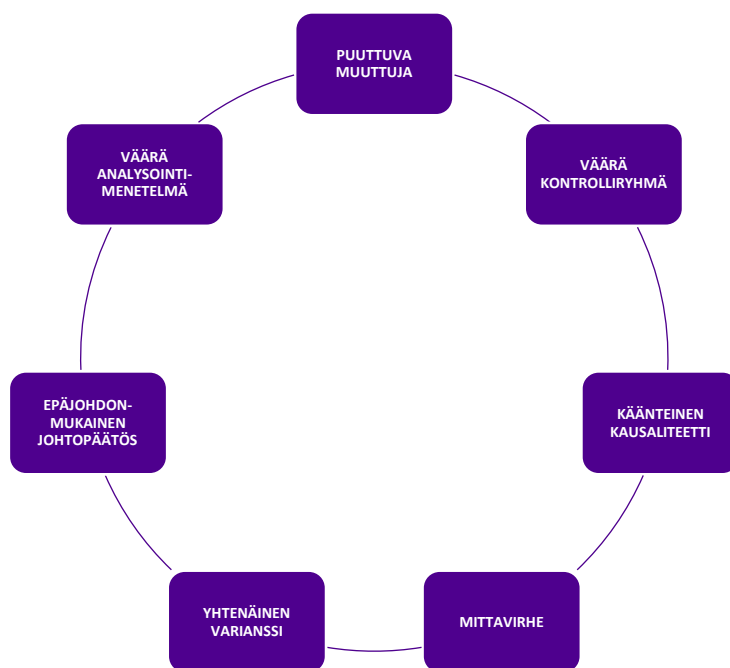 PUUTTUVA
MUUTTUJA
VÄÄRÄ
KONTROLLIRYHMÄ
KÄÄNTEINEN
KAUSALITEETTI
MITTAVIRHE
YHTENÄINEN
VARIANSSI
EPÄJOHDON-
MUKAINEN
JOHTOPÄÄTÖS
VÄÄRÄ
ANALYSOINTI-
MENETELMÄ